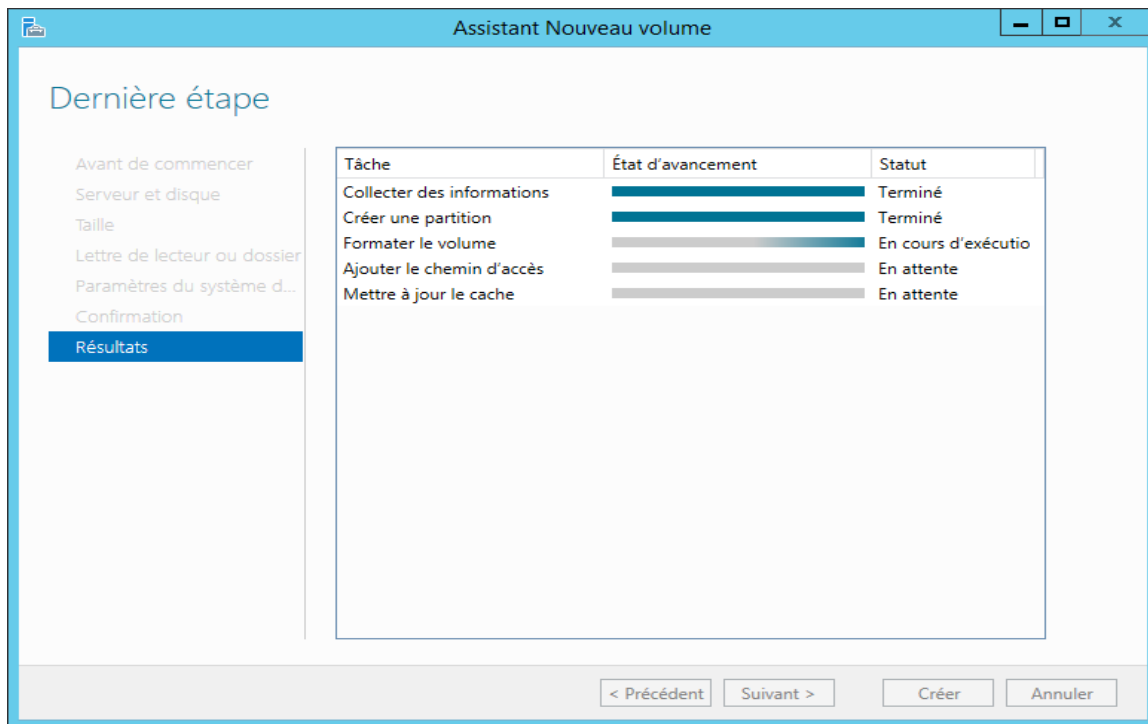 Assistant Nouveau volume
Dernière étape
Avant de commencer
Serveur et disque
Taille
Lettre de lecteur ou dossier
Paramètres du système d...
Confirmation
Résultats
Tâche État d'avancement Statut
Collecter des informations Terminé
Créer une partition Terminé
Formater le volume En cours d'exécutio
Ajouter le chemin d'accès En attente
Mettre à jour le cache En attente
< Précédent Suivant > Créer Annuler